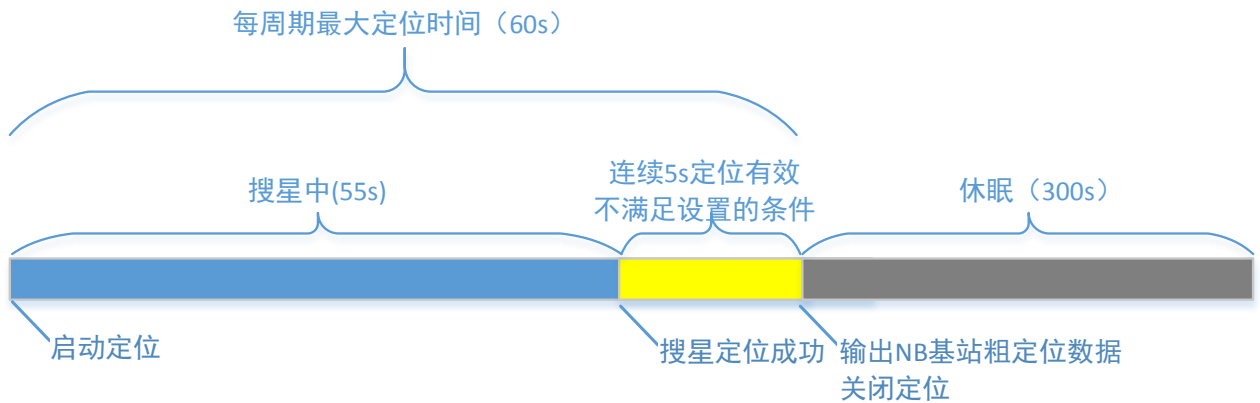 每周期最大定位时间（60s）
搜星中(55s)
连续5s定位有效
不满足设置的条件
休眠（300s）
启动定位
搜星定位成功
输出NB基站粗定位数据
关闭定位